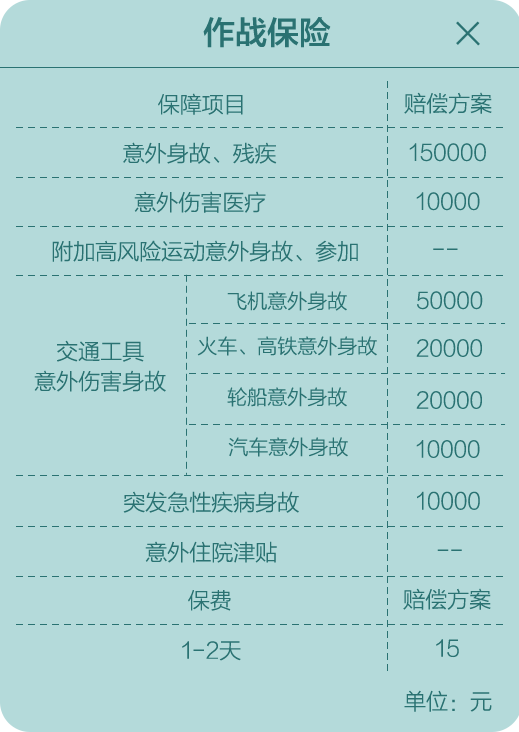 作战保险
保障项目 赔偿方案
意外身故、残疾 150000
意外伤害医疗 10000
附加高风险运动意外身故、参加 --
交通工具
意外伤害身故
飞机意外身故 50000
火车、高铁意外身故 20000
轮船意外身故 20000
汽车意外身故 10000
突发急性疾病身故 10000
意外住院津贴 --
保费 赔偿方案
1-2天 15
单位：元